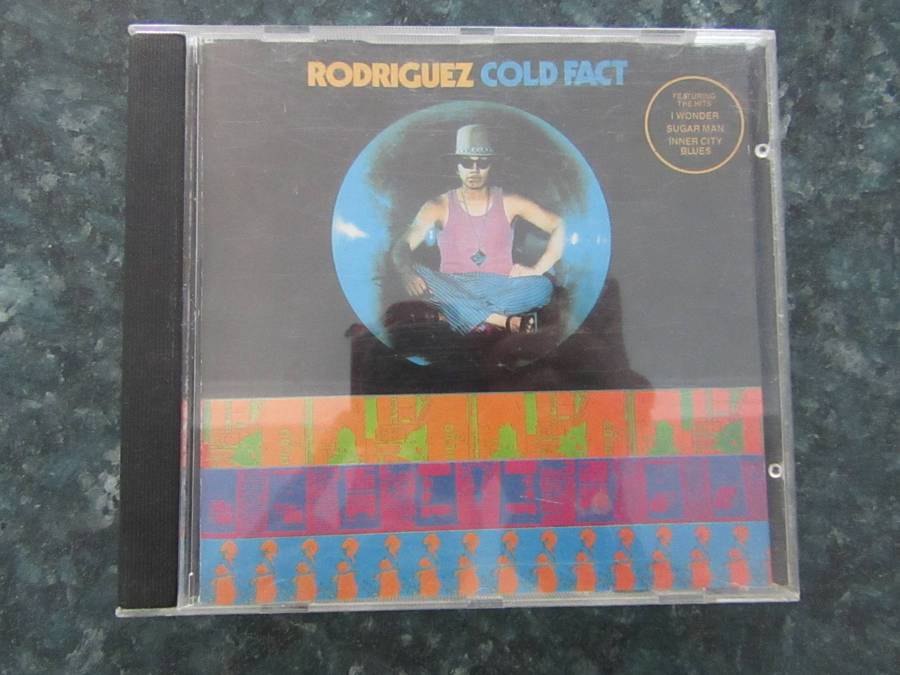 RODRIGUEZ COLD FACT
FEATURING
THE HITS
I WONDER
SUGAR MAN
INNER CITY
BLUES